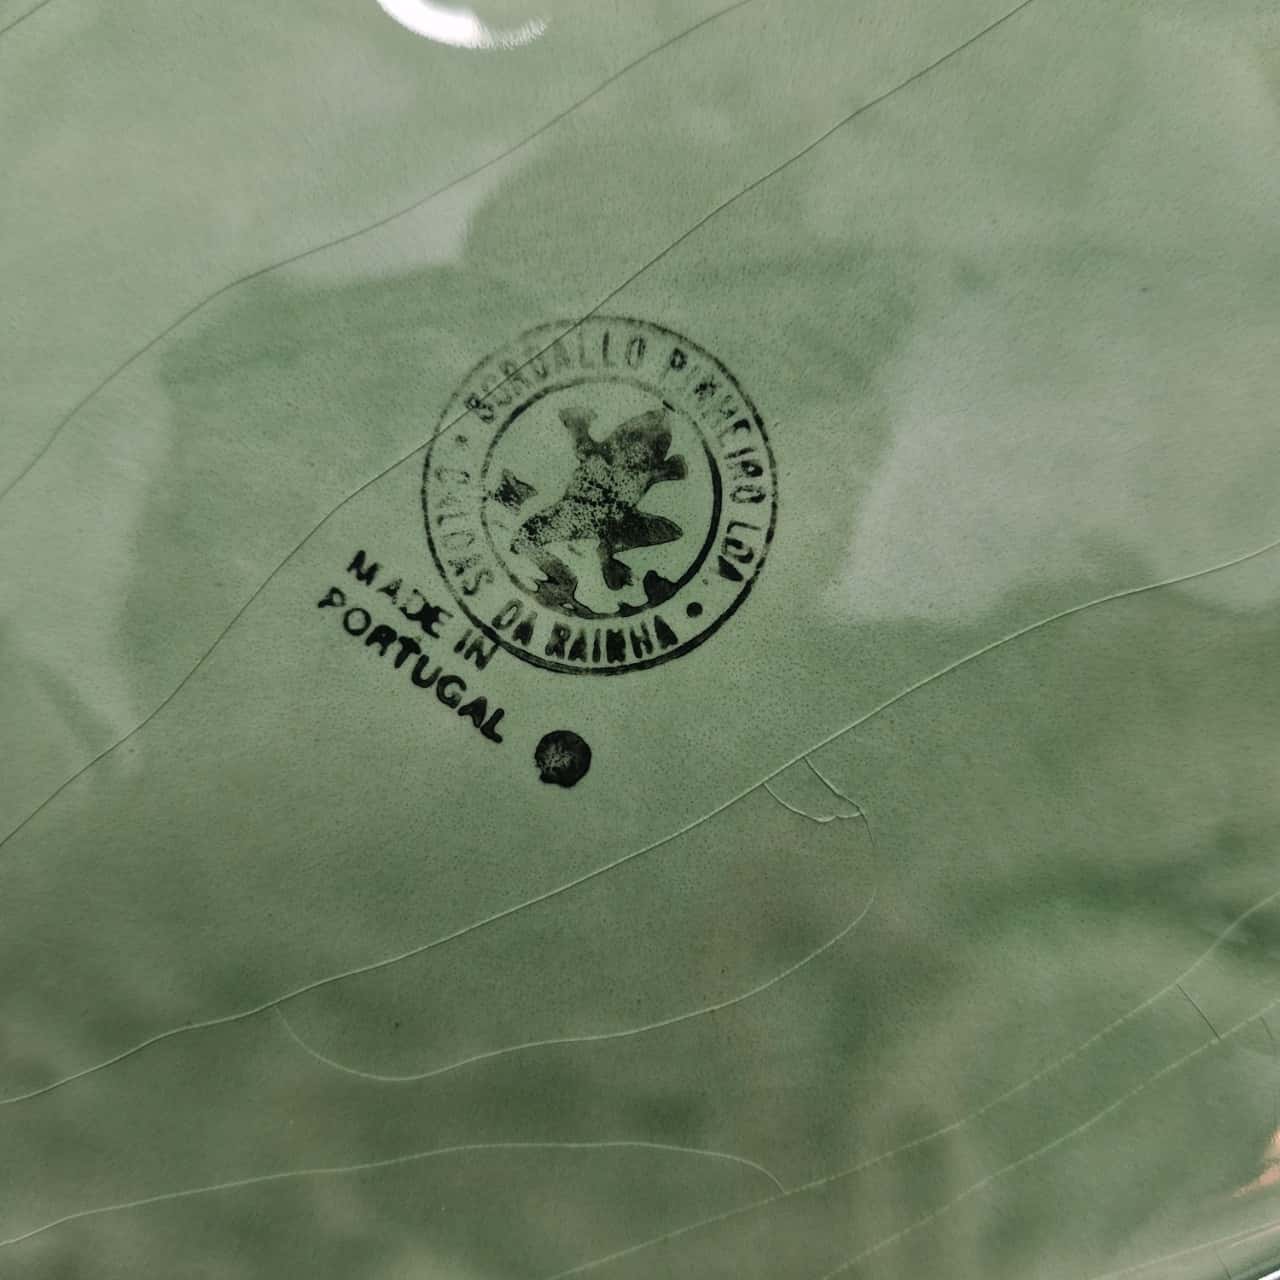 BORDALLO PINHEIRO LDA.
CALDAS DA RAINHA
MADE IN
PORTUGAL